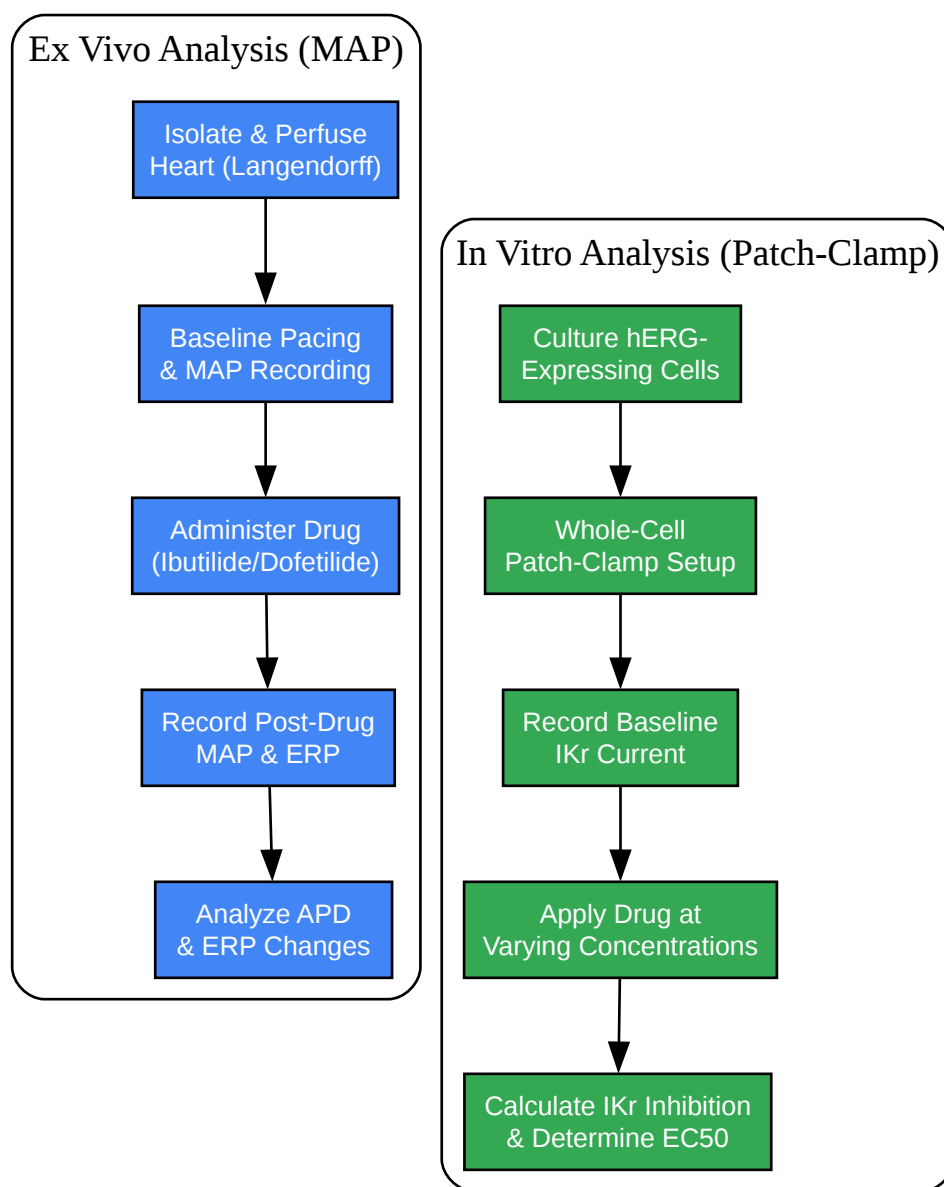 Ex Vivo Analysis (MAP)
Isolate & Perfuse
Heart (Langendorff)
Baseline Pacing
& MAP Recording
Administer Drug
(Ibutilide/Dofetilide)
Record Post-Drug
MAP & ERP
Analyze APD
& ERP Changes
In Vitro Analysis (Patch-Clamp)
Culture hERG-
Expressing Cells
Whole-Cell
Patch-Clamp Setup
Record Baseline
IKr Current
Apply Drug at
Varying Concentrations
Calculate IKr Inhibition
& Determine EC50